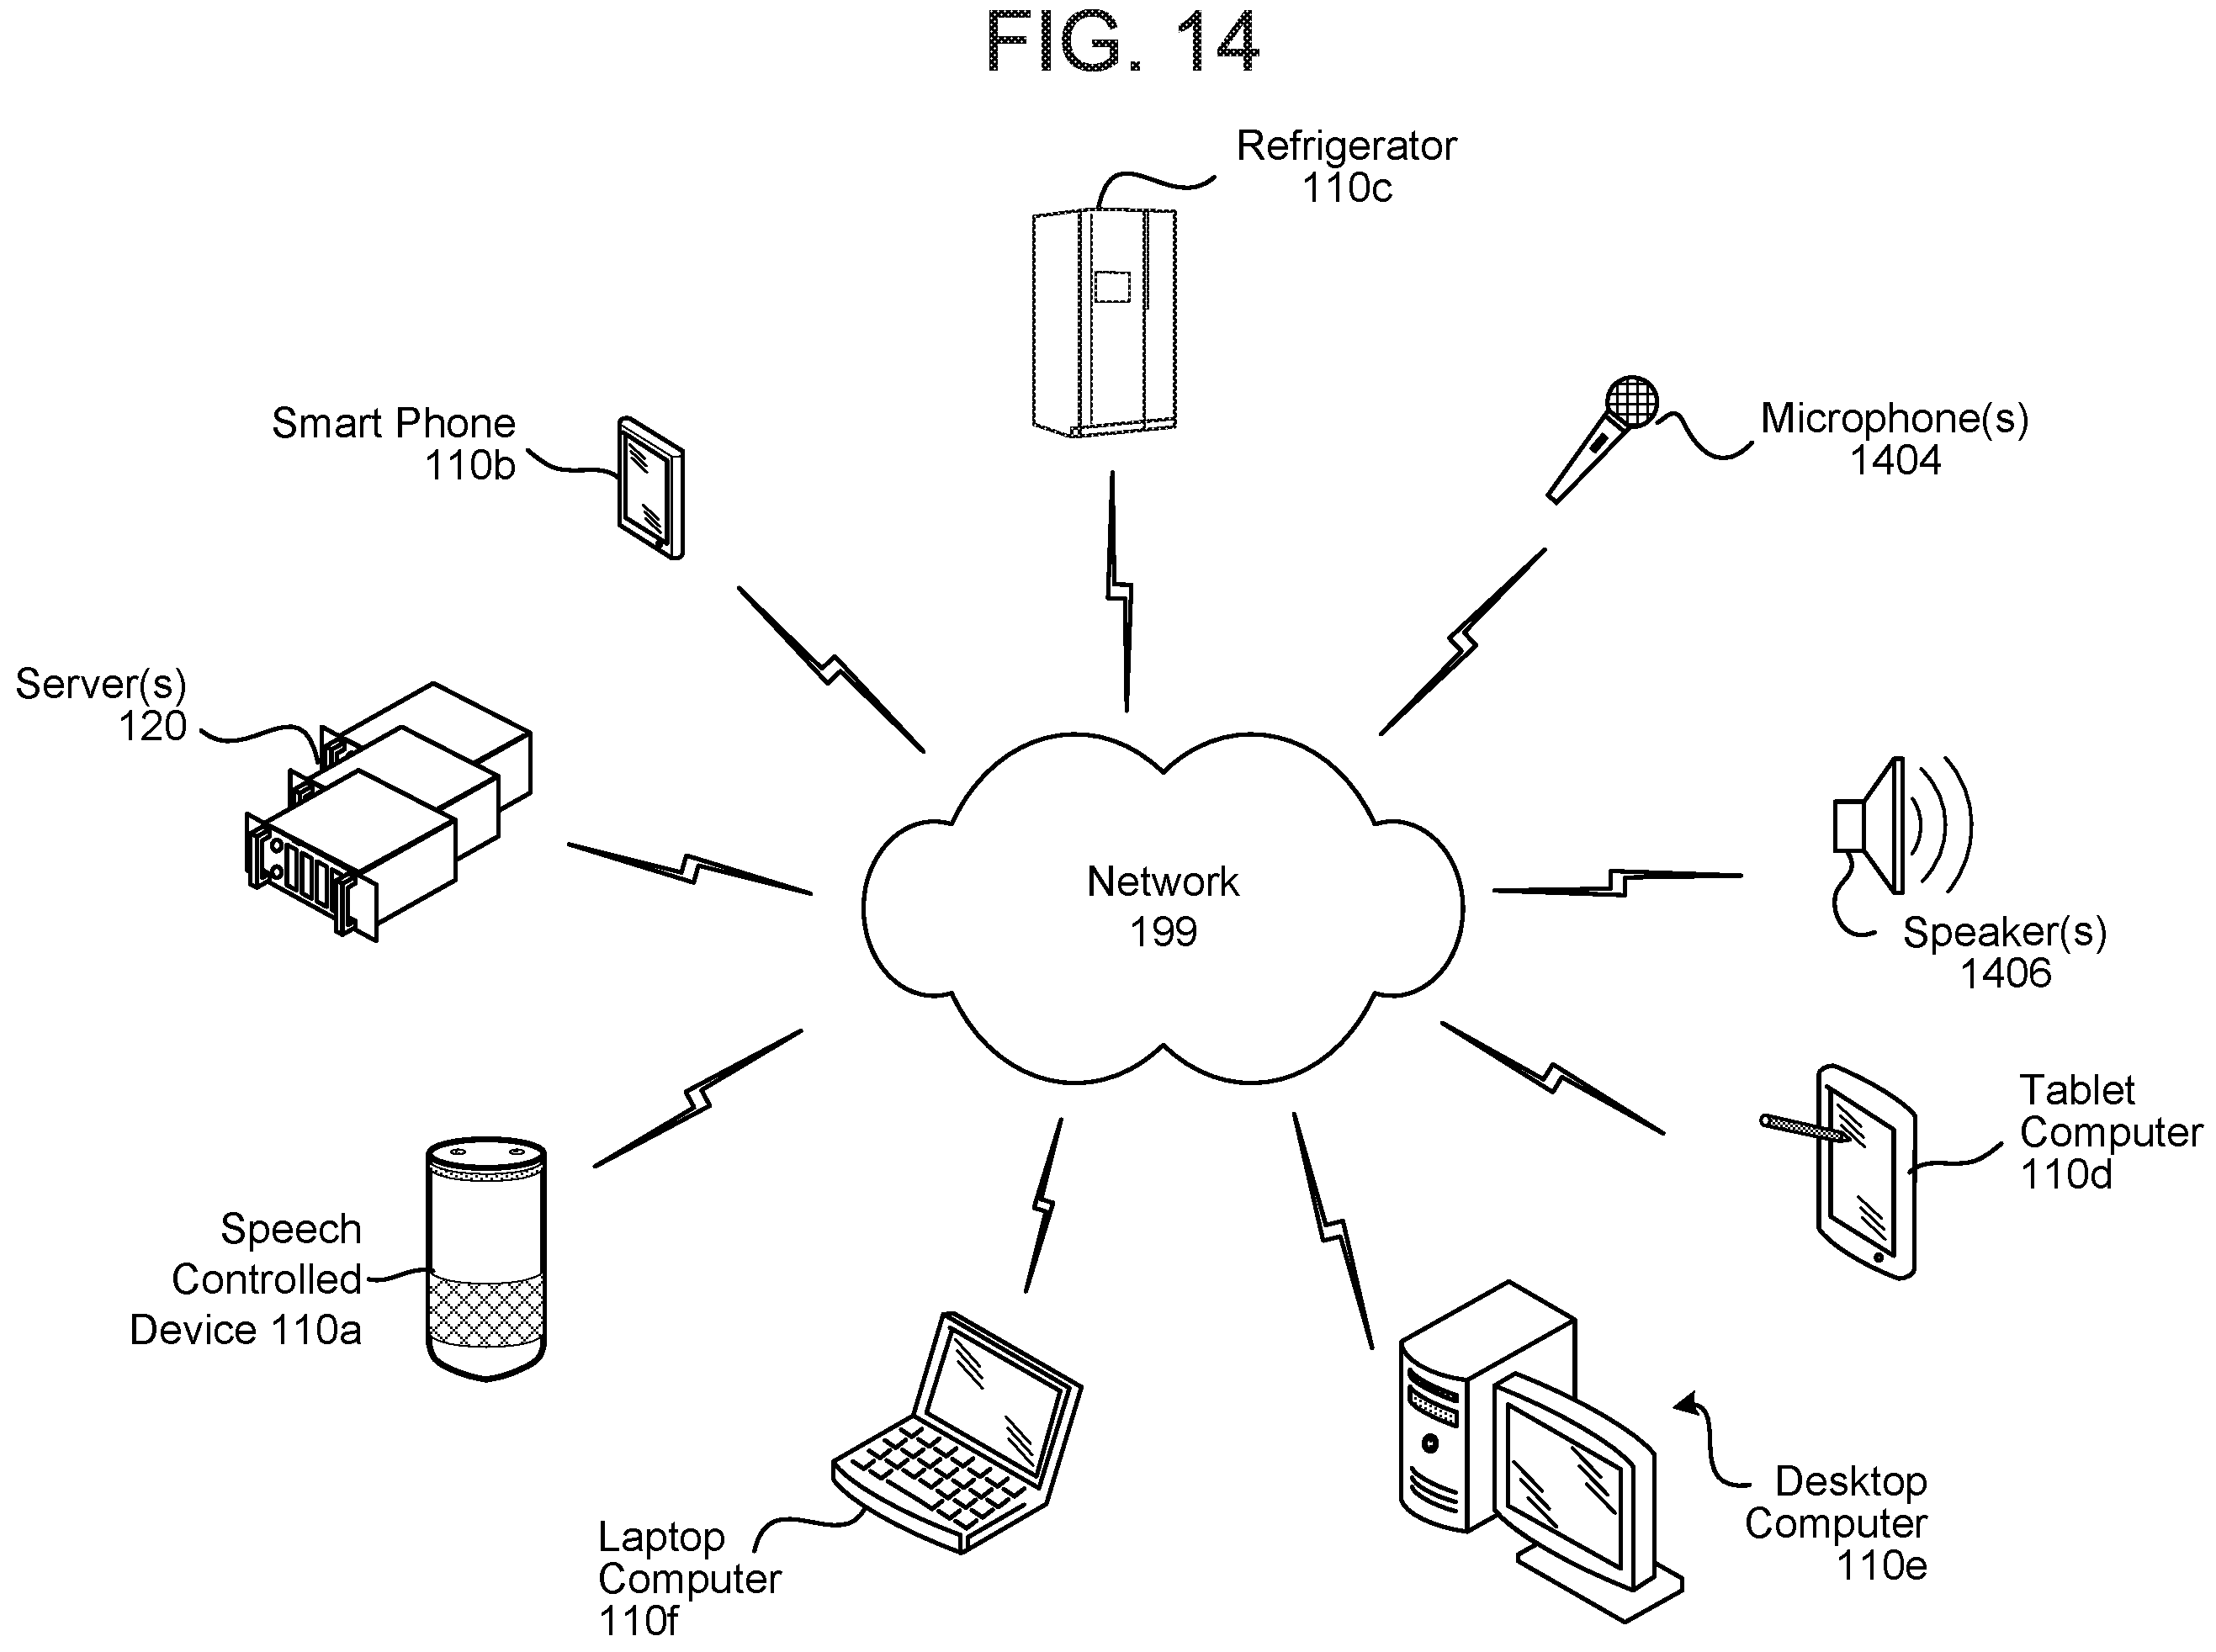 FIG. 14
Refrigerator
110c
Smart Phone
110b
Microphone(s)
1404
Server(s)
120
Network
199
Speaker(s)
1406
Tablet
Computer
110d
Speech
Controlled
Device 110a
Desktop
Computer
110e
Laptop
Computer
110f